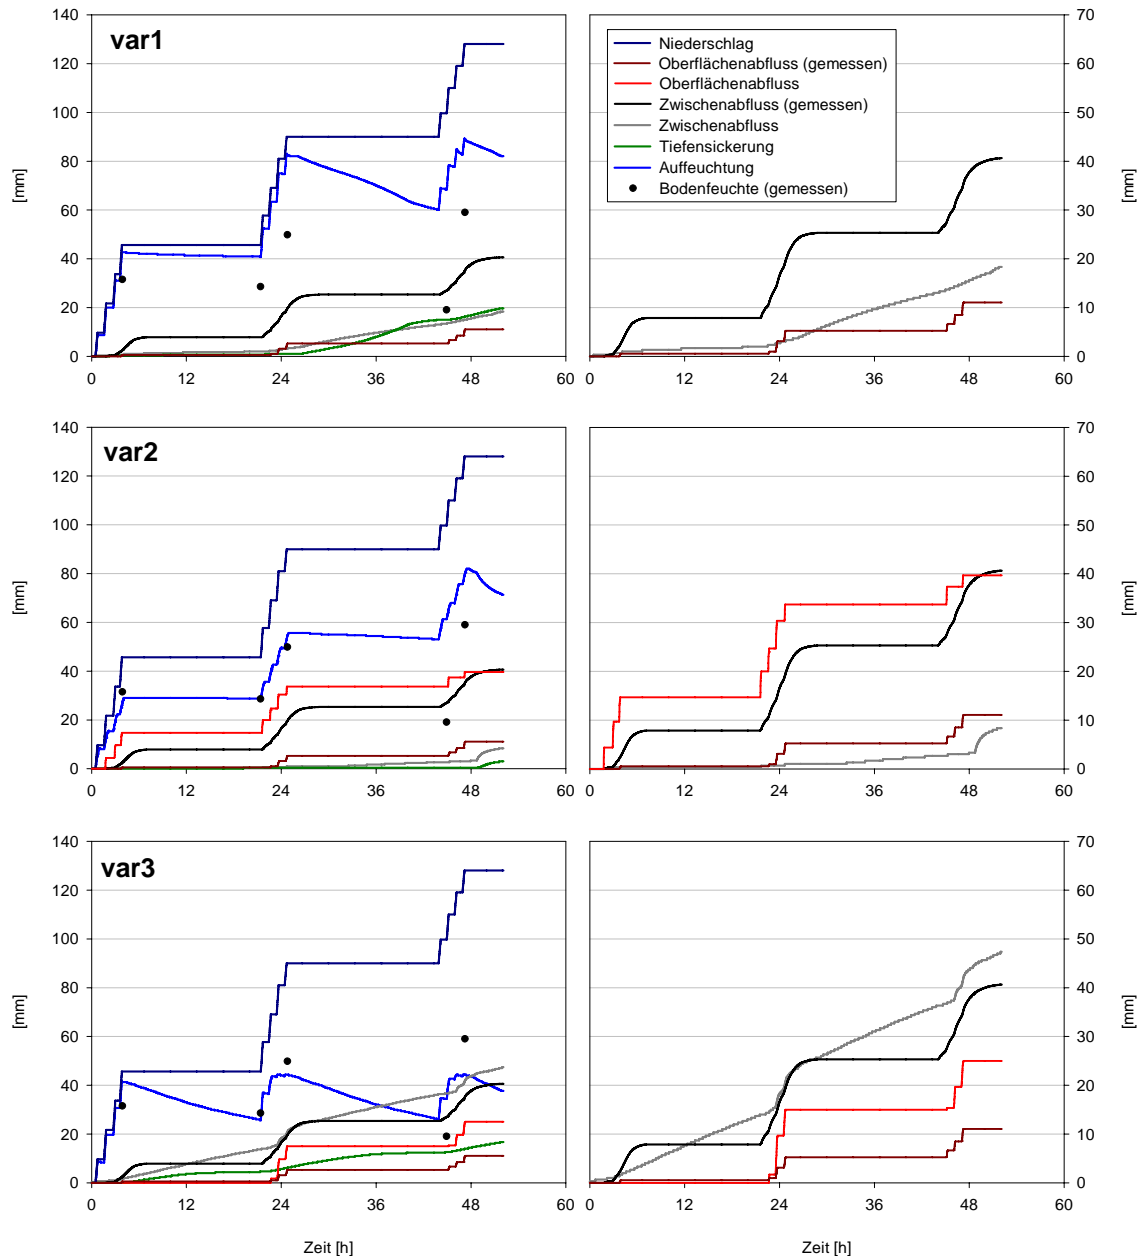 var1
[mm]
140
120
100
80
60
40
20
0
0 12 24 36 48 60
Niederschlag
Oberflächenabfluss (gemessen)
Oberflächenabfluss
Zwischenabfluss (gemessen)
Zwischenabfluss
Tiefensickerung
Auffeuchtung
Bodenfeuchte (gemessen)
70
60
50
40
30
20
10
0
[mm]
0 12 24 36 48 60
var2
[mm]
140
120
100
80
60
40
20
0
0 12 24 36 48 60
70
60
50
40
30
20
10
0
[mm]
0 12 24 36 48 60
var3
[mm]
140
120
100
80
60
40
20
0
0 12 24 36 48 60
Zeit [h]
70
60
50
40
30
20
10
0
[mm]
0 12 24 36 48 60
Zeit [h]